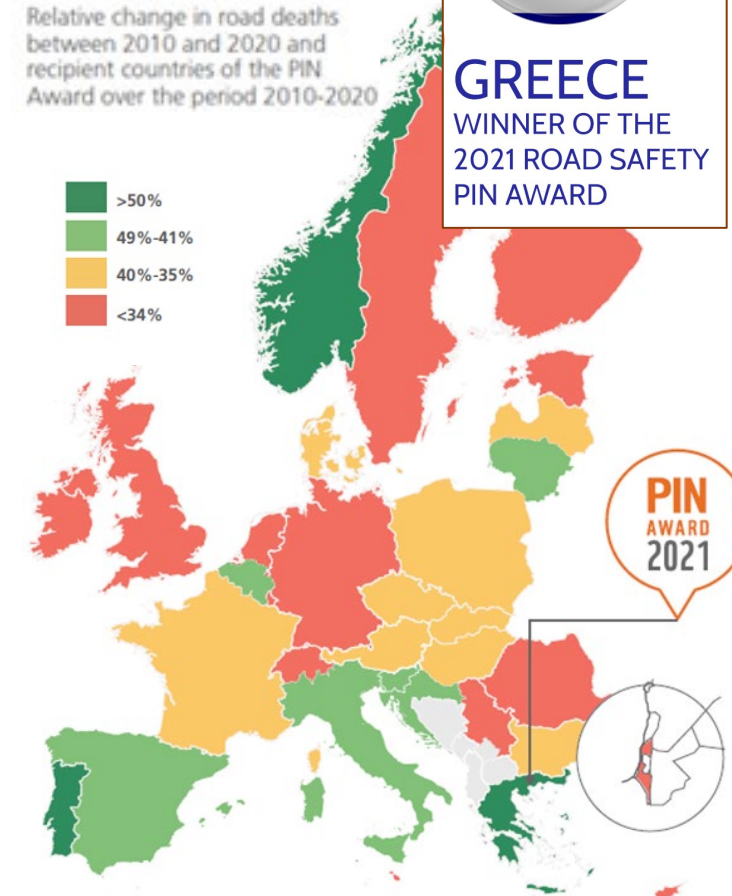 Relative change in road deaths
between 2010 and 2020 and
recipient countries of the PIN
Award over the period 2010-2020
GREECE
WINNER OF THE
2021 ROAD SAFETY
PIN AWARD
>50%
49%-41%
40%-35%
<34%
PIN
AWARD
2021